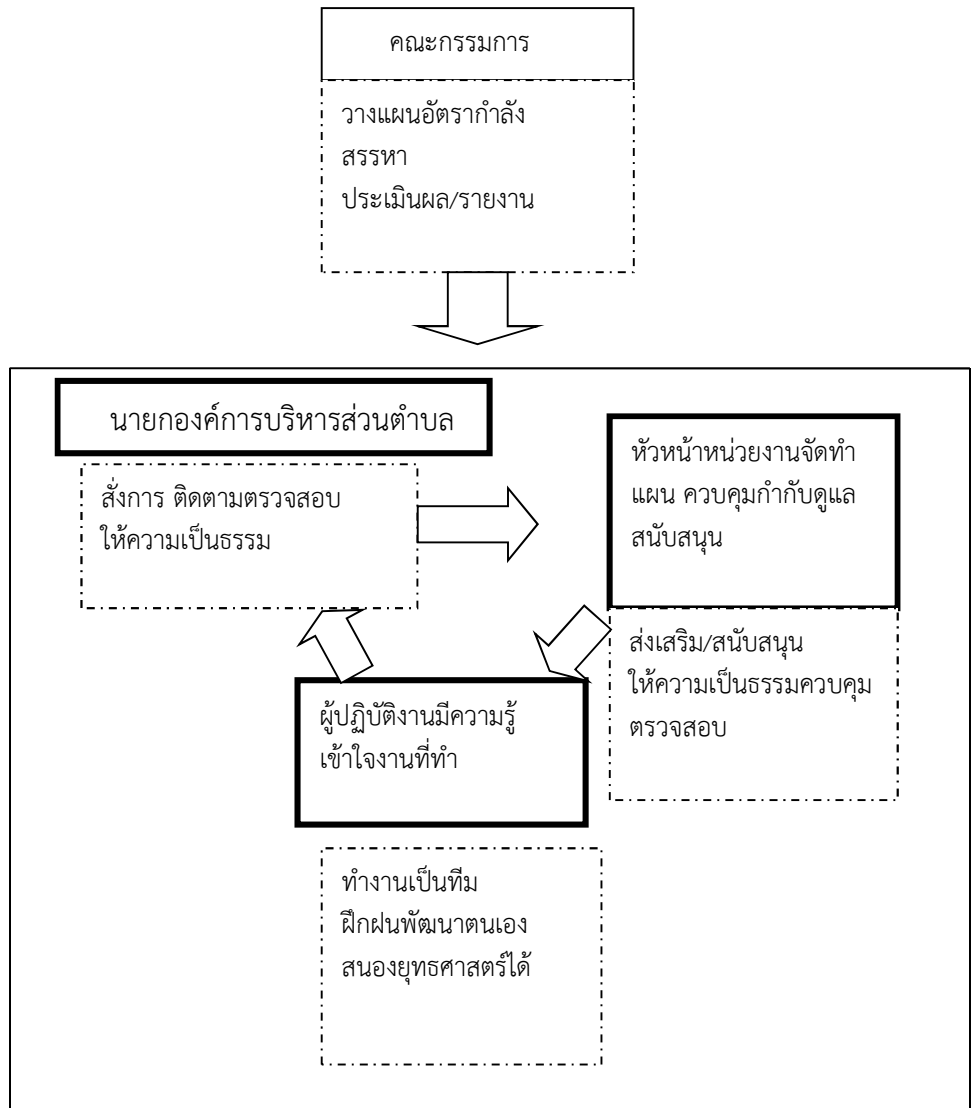 คณะกรรมการ
วางแผนอัตรากำลัง
สรรหา
ประเมินผล/รายงาน
นายกองค์การบริหารส่วนตำบล
สั่งการ ติดตามตรวจสอบ
ให้ความเป็นธรรม
หัวหน้าหน่วยงานจัดทำ
แผน ควบคุมกำกับดูแล
สนับสนุน
ส่งเสริม/สนับสนุน
ให้ความเป็นธรรมควบคุม
ตรวจสอบ
ผู้ปฏิบัติงานมีความรู้
เข้าใจงานที่ทำ
ทำงานเป็นทีม
ฝึกฝนพัฒนาตนเอง
สนองยุทธศาสตร์ได้